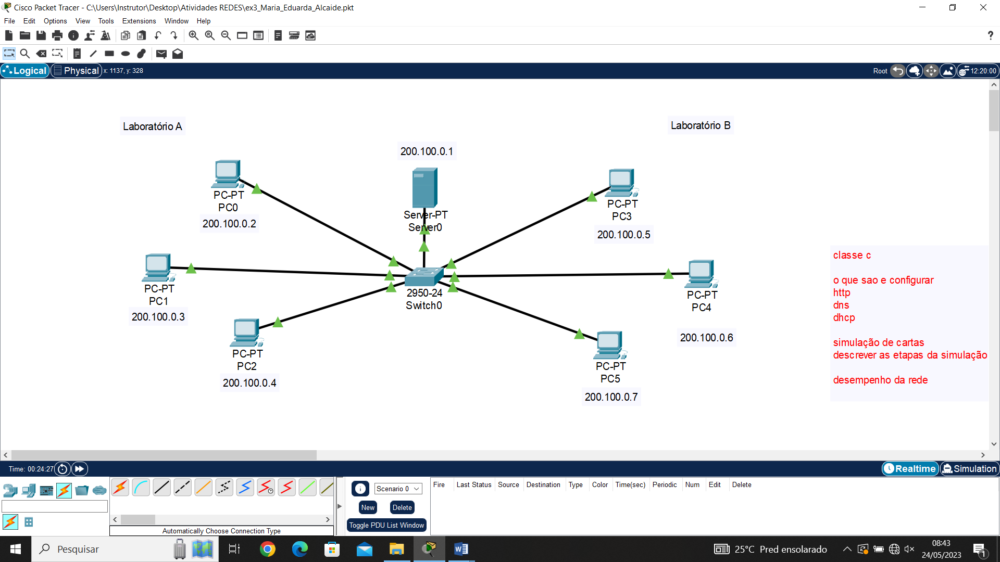 Cisco Packet Tracer - C:\Users\Instrutor\Desktop\Atividades REDES\ex3_Maria_Eduarda_Alcaide.pkt
File Edit Options View Tools Extensions Window Help
?
Logical Physical x: 1137, y: 328 Root 12:20:00
Laboratório A
Laboratório B
200.100.0.1
PC-PT
PC0
200.100.0.2
Server-PT
Server0
PC-PT
PC3
200.100.0.5
PC-PT
PC1
200.100.0.3
2950-24
Switch0
PC-PT
PC4
200.100.0.6
PC-PT
PC2
200.100.0.4
PC-PT
PC5
200.100.0.7
classe c
o que sao e configurar
http
dns
dhcp
simulação de cartas
descrever as etapas da simulação
desempenho da rede
Time: 00:24:27 Realtime Simulation
Scenario 0
New Delete
Toggle PDU List Window
Fire Last Status Source Destination Type Color Time(sec) Periodic Num Edit Delete
Automatically Choose Connection Type
Pesquisar
25°C Pred ensolarado
08:43
24/05/2023
1